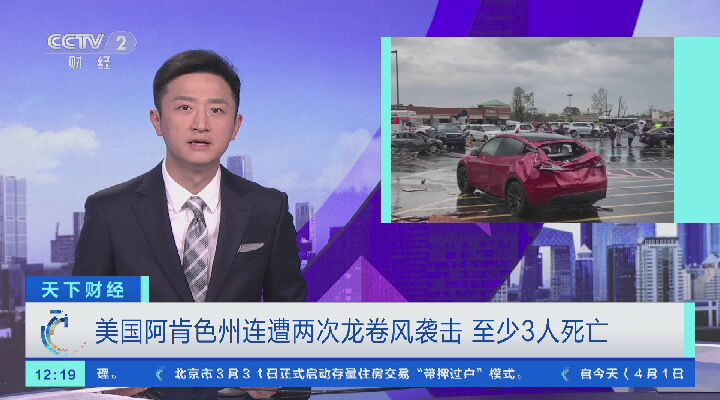 CCTV 2
财经
天下财经
美国阿肯色州连遭两次龙卷风袭击 至少3人死亡
12:19 理。 北京市3月31日正式启动存量住房交易“带押过户”模式。 自今天(4月1日